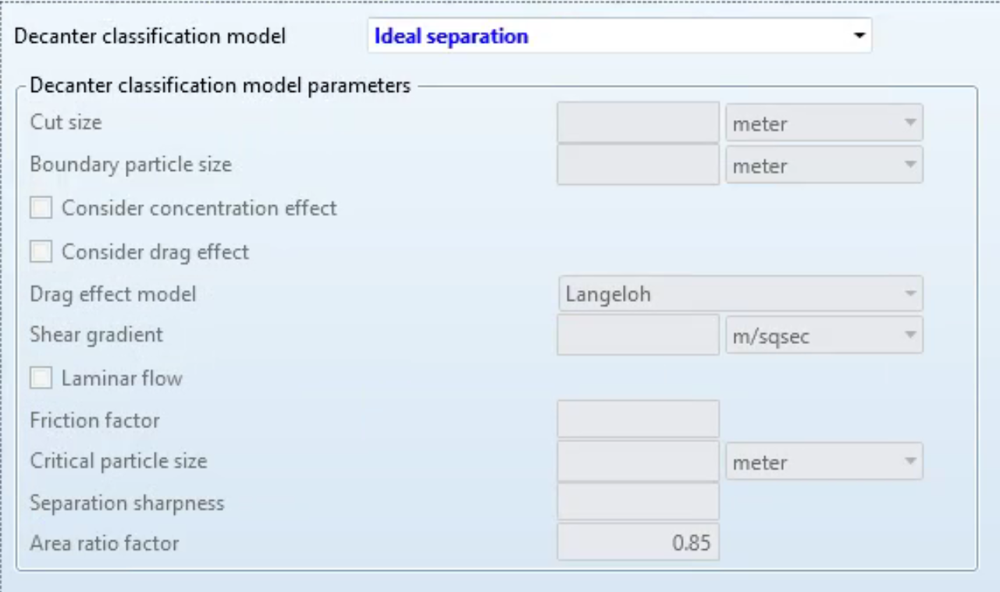 Decanter classification model Ideal separation
Decanter classification model parameters
Cut size meter
Boundary particle size meter
Consider concentration effect
Consider drag effect
Drag effect model Langeloh
Shear gradient m/sqsec
Laminar flow
Friction factor
Critical particle size meter
Separation sharpness
Area ratio factor 0.85